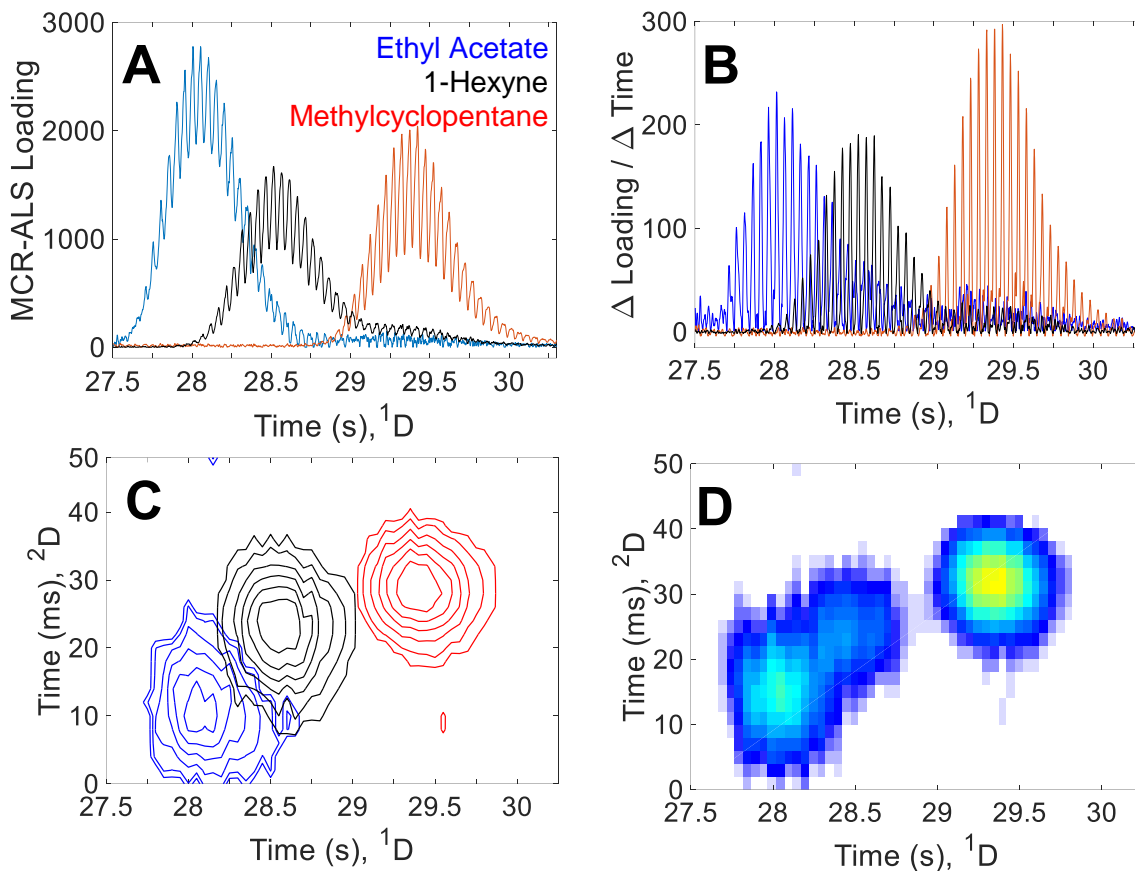 A
Ethyl Acetate
1-Hexyne
Methylcyclopentane
MCR-ALS Loading
3000
2000
1000
0
27.5 28 28.5 29 29.5 30
Time (s), ¹D
B
Δ Loading / Δ Time
300
200
100
0
27.5 28 28.5 29 29.5 30
Time (s), ¹D
C
Time (ms), ²D
50
40
30
20
10
0
27.5 28 28.5 29 29.5 30
Time (s), ¹D
D
Time (ms), ²D
50
40
30
20
10
0
27.5 28 28.5 29 29.5 30
Time (s), ¹D